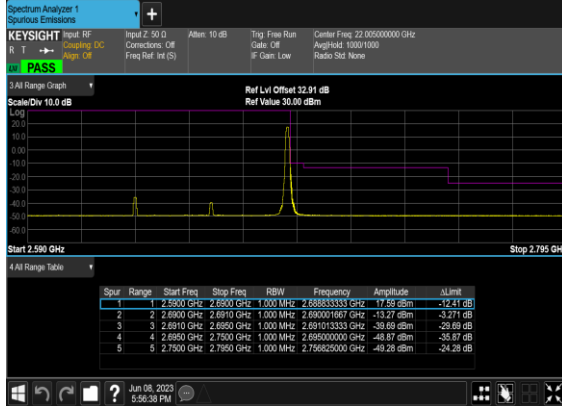 Spectrum Analyzer 1
Spurious Emissions
KEYSIGHT Input: RF Input Z: 50 Ω Atten: 10 dB Trig: Free Run Center Freq: 22.005000000 GHz
R T Coupling: DC Corrections: Off Gate: Off Avg|Hold: 1000/1000
Align: Off Freq Ref: Int (S) IF Gain: Low Radio Std: None
PASS
3 All Range Graph
Ref Lvl Offset 32.91 dB
Scale/Div 10.0 dB Ref Value 30.00 dBm
Log
20.0
10.0
0.00
-10.0
-20.0
-30.0
-40.0
-50.0
-60.0
Start 2.590 GHz Stop 2.795 GH
4 All Range Table
Spur Range Start Freq Stop Freq RBW Frequency Amplitude ΔLimit
1 1 2.5900 GHz 2.6900 GHz 1.000 MHz 2.688833333 GHz 17.59 dBm -12.41 dB
2 2 2.6900 GHz 2.6910 GHz 1.000 MHz 2.690001667 GHz -13.27 dBm -3.271 dB
3 3 2.6910 GHz 2.6950 GHz 1.000 MHz 2.691013333 GHz -39.69 dBm -29.69 dB
4 4 2.6950 GHz 2.7500 GHz 1.000 MHz 2.695000000 GHz -48.87 dBm -35.87 dB
5 5 2.7500 GHz 2.7950 GHz 1.000 MHz 2.756825000 GHz -49.28 dBm -24.28 dB
? Jun 08, 2023
5:56:38 PM